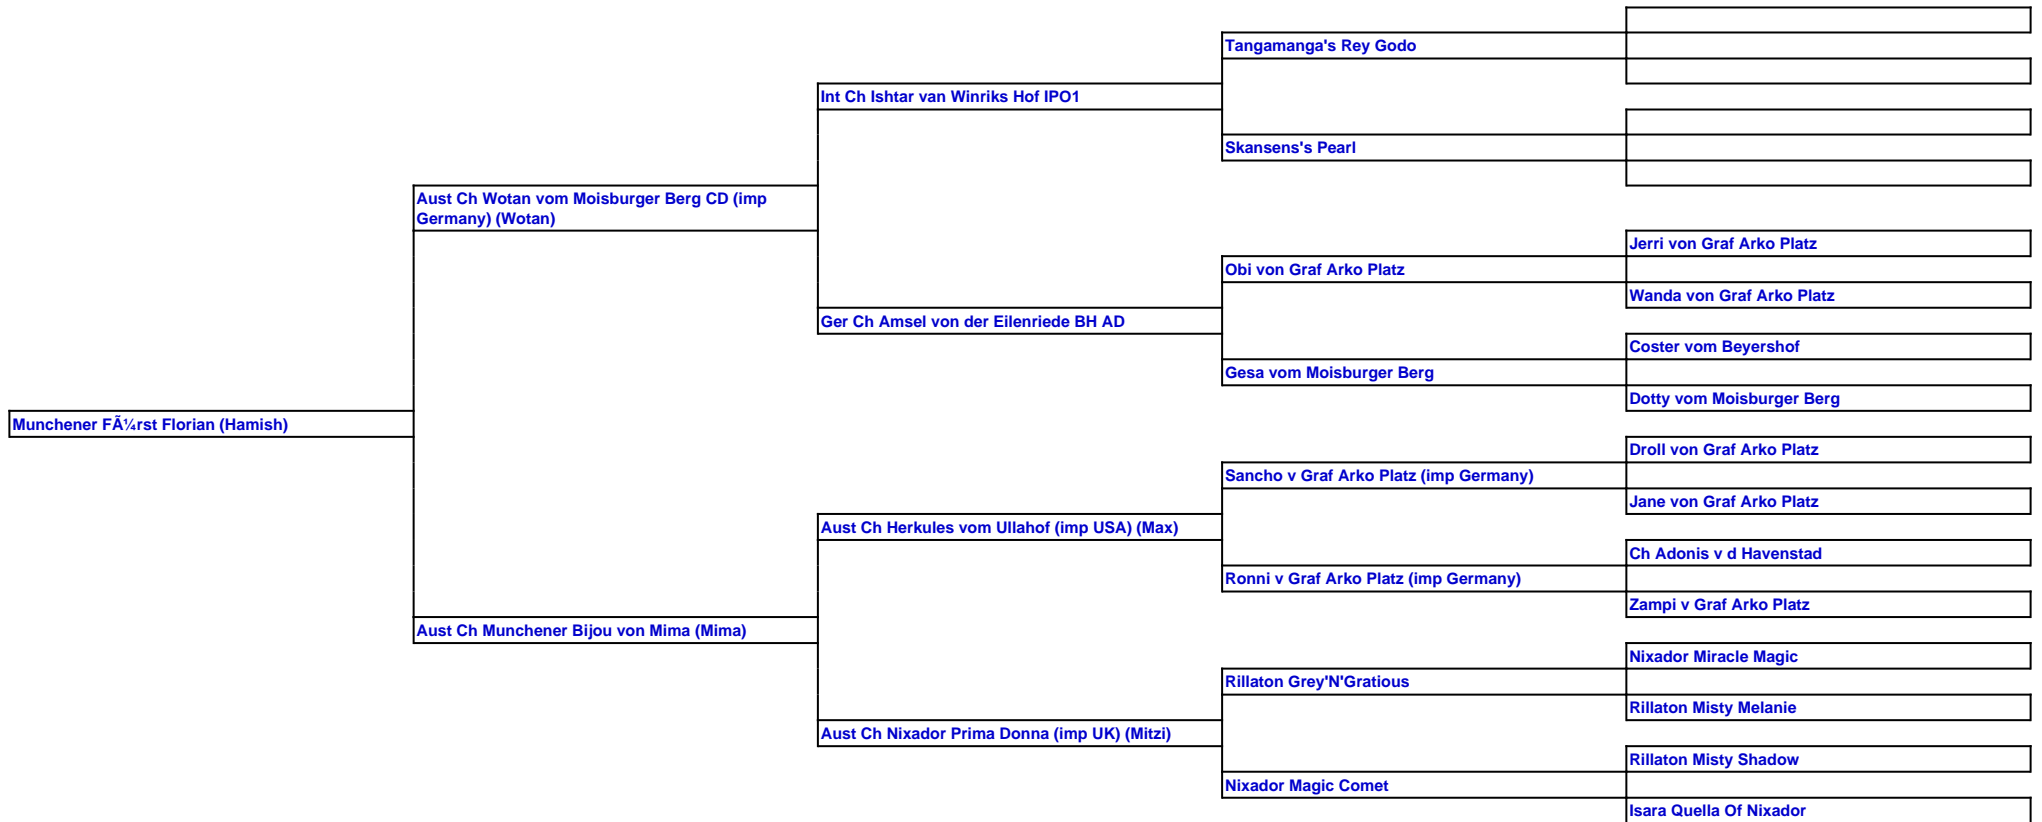 Tangamanga's Rey Godo
Int Ch Ishtar van Winriks Hof IPO1
Skansens's Pearl
Aust Ch Wotan vom Moisburger Berg CD (imp
Germany) (Wotan)
Jerri von Graf Arko Platz
Obi von Graf Arko Platz
Wanda von Graf Arko Platz
Ger Ch Amsel von der Eilenriede BH AD
Coster vom Beyershof
Gesa vom Moisburger Berg
Dotty vom Moisburger Berg
Munchener FÃ¼rst Florian (Hamish)
Droll von Graf Arko Platz
Sancho v Graf Arko Platz (imp Germany)
Jane von Graf Arko Platz
Aust Ch Herkules vom Ullahof (imp USA) (Max)
Ch Adonis v d Havenstad
Ronni v Graf Arko Platz (imp Germany)
Zampi v Graf Arko Platz
Aust Ch Munchener Bijou von Mima (Mima)
Nixador Miracle Magic
Rillaton Grey'N'Gratious
Rillaton Misty Melanie
Aust Ch Nixador Prima Donna (imp UK) (Mitzi)
Rillaton Misty Shadow
Nixador Magic Comet
Isara Quella Of Nixador